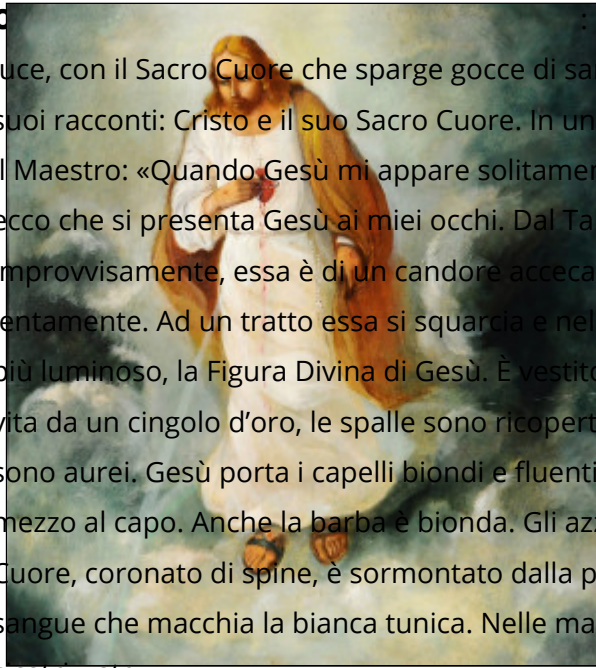 :
uce, con il Sacro Cuore che sparge gocce di sa
suoi racconti: Cristo e il suo Sacro Cuore. In un
l Maestro: «Quando Gesù mi appare solitamen
ecco che si presenta Gesù ai miei occhi. Dal Ta
improvvisamente, essa è di un candore acceca
entamente. Ad un tratto essa si squarcia e nel
più luminoso, la Figura Divina di Gesù. È vestito
vita da un cingolo d’oro, le spalle sono ricopert
sono aurei. Gesù porta i capelli biondi e fluenti
mezzo al capo. Anche la barba è bionda. Gli azz
Cuore, coronato di spine, è sormontato dalla p
sangue che macchia la bianca tunica. Nelle ma